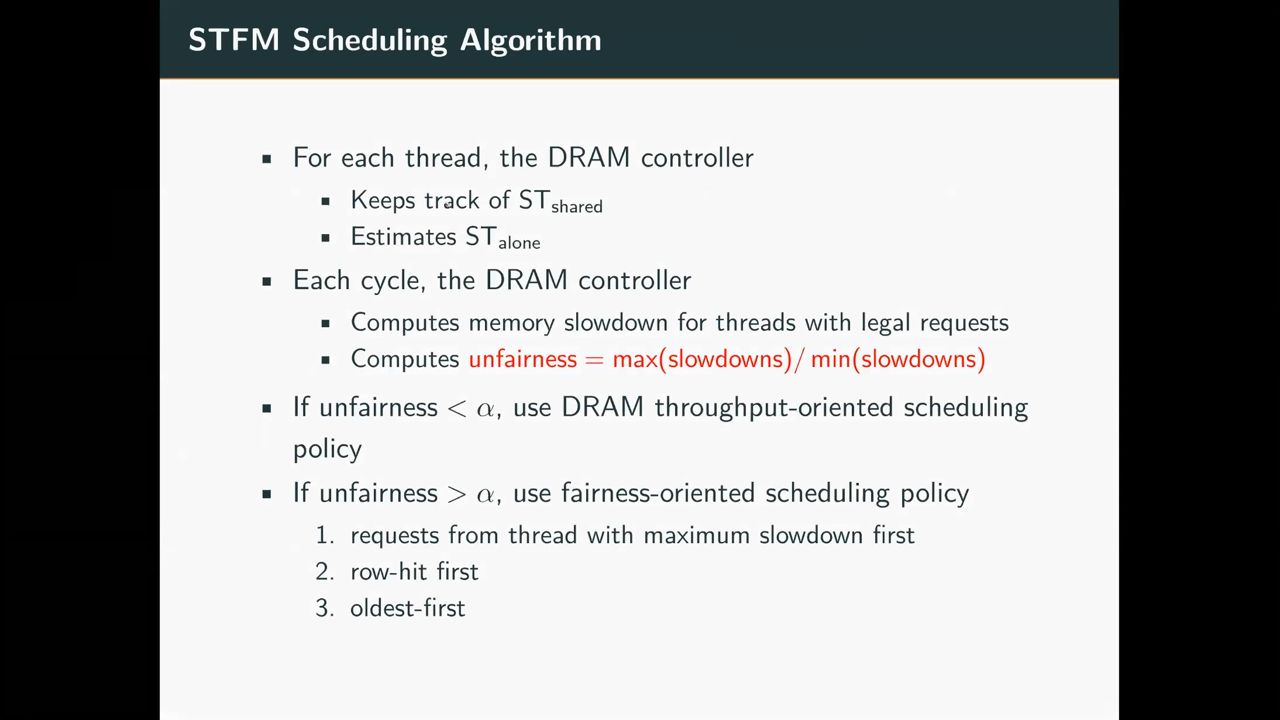 STFM Scheduling Algorithm
▪ For each thread, the DRAM controller
▪ Keeps track of ST_shared
▪ Estimates ST_alone
▪ Each cycle, the DRAM controller
▪ Computes memory slowdown for threads with legal requests
▪ Computes unfairness = max(slowdowns)/ min(slowdowns)
▪ If unfairness < α, use DRAM throughput-oriented scheduling
policy
▪ If unfairness > α, use fairness-oriented scheduling policy
1. requests from thread with maximum slowdown first
2. row-hit first
3. oldest-first